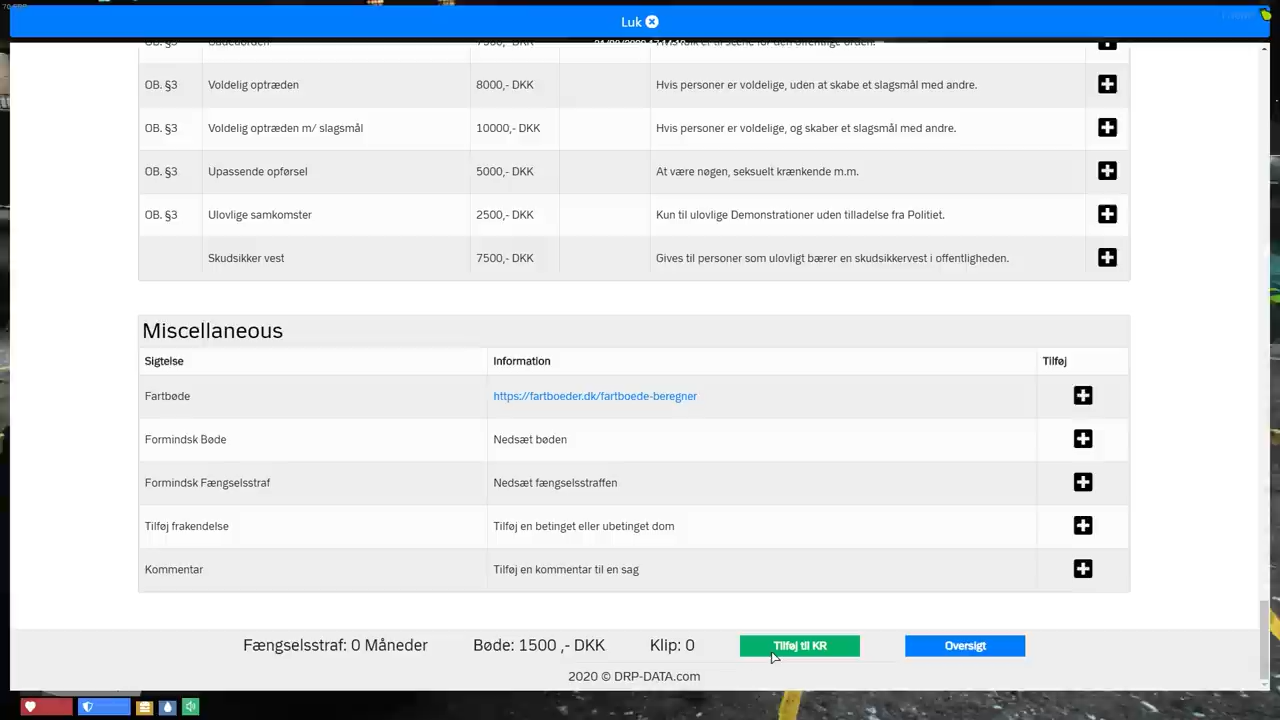 Luk
OB. §3 Voldelig optræden 8000,- DKK Hvis personer er voldelige, uden at skabe et slagsmål med andre.
OB. §3 Voldelig optræden m/ slagsmål 10000,- DKK Hvis personer er voldelige, og skaber et slagsmål med andre.
OB. §3 Upassende opførsel 5000,- DKK At være nøgen, seksuelt krænkende m.m.
OB. §3 Ulovlige samkomster 2500,- DKK Kun til ulovlige Demonstrationer uden tilladelse fra Politiet.
Skudsikker vest 7500,- DKK Gives til personer som ulovligt bærer en skudsikkervest i offentligheden.
Miscellaneous
Sigtelse Information Tilføj
Fartbøde https://fartboeder.dk/fartboede-beregner
Formindsk Bøde Nedsæt bøden
Formindsk Fængselsstraf Nedsæt fængselsstraffen
Tilføj frakendelse Tilføj en betinget eller ubetinget dom
Kommentar Tilføj en kommentar til en sag
Fængselsstraf: 0 Måneder Bøde: 1500 ,- DKK Klip: 0 Tilføj til KR Oversigt
2020 © DRP-DATA.com